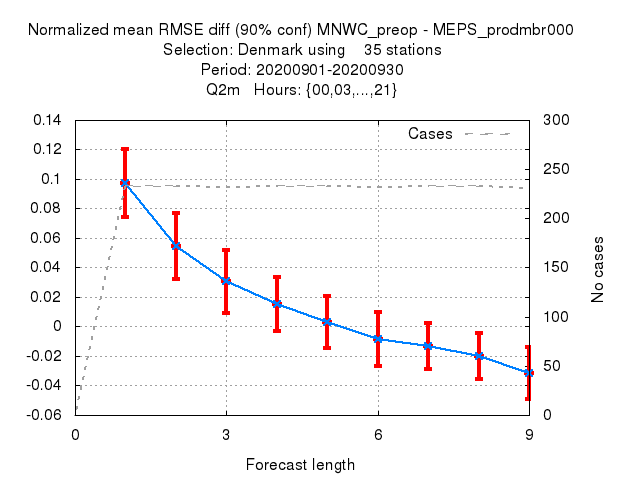 Normalized mean RMSE diff (90% conf) MNWC_preop - MEPS_prodmbr000
Selection: Denmark using    35 stations
Period: 20200901-20200930
Q2m   Hours: {00,03,...,21}
0.14
0.12
0.1
0.08
0.06
0.04
0.02
0
-0.02
-0.04
-0.06
300
250
200
150
100
50
0
Cases
No cases
0 3 6 9
Forecast length